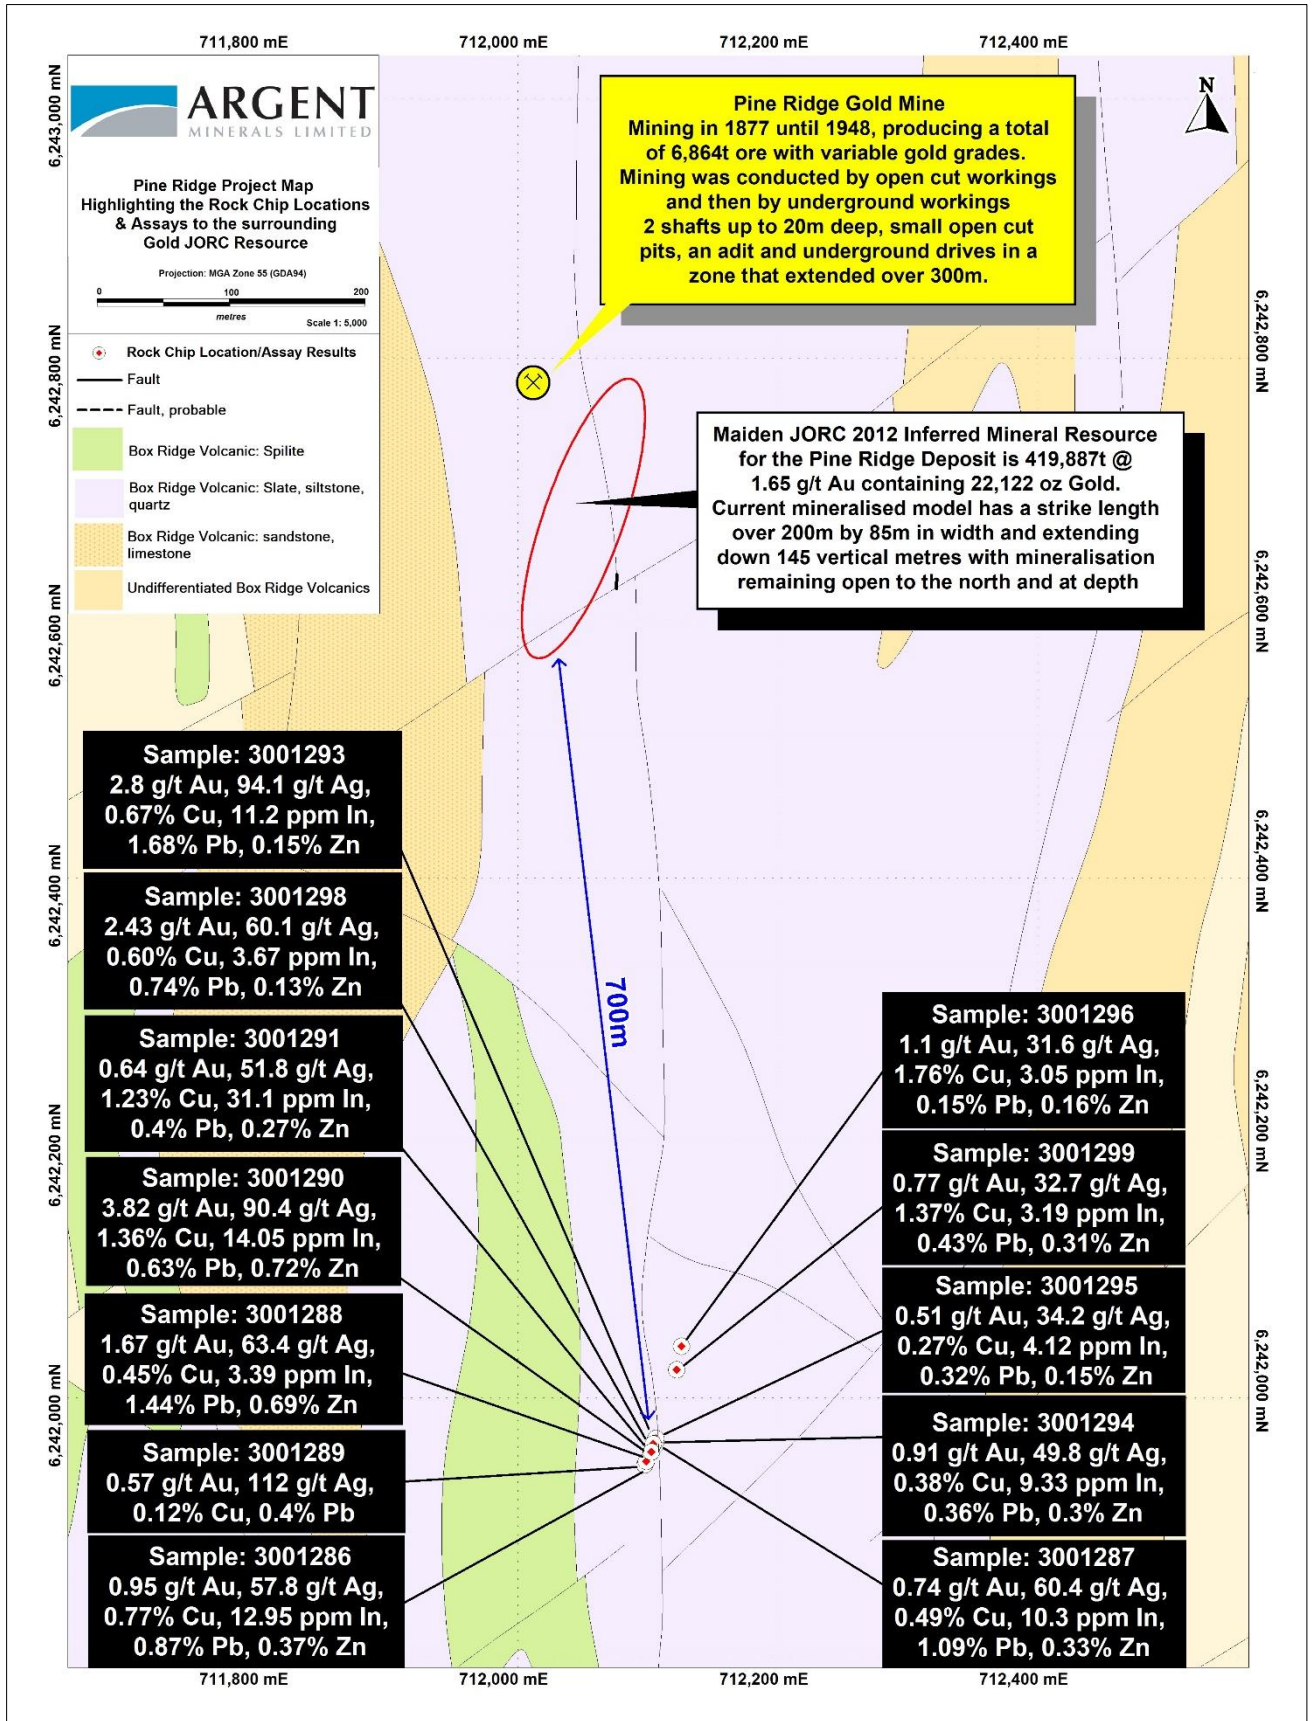 711,800 mE
712,000 mE
712,200 mE
712,400 mE
6,243,000 mN
6,242,800 mN
6,242,600 mN
6,242,400 mN
6,242,200 mN
6,242,000 mN
ARGENT
MINERALS LIMITED
Pine Ridge Project Map
Highlighting the Rock Chip Locations
& Assays to the surrounding
Gold JORC Resource
Projection: MGA Zone 55 (GDA94)
0 100 200
metres
Scale 1: 5,000
Rock Chip Location/Assay Results
Fault
Fault, probable
Box Ridge Volcanic: Spilite
Box Ridge Volcanic: Slate, siltstone,
quartz
Box Ridge Volcanic: sandstone,
limestone
Undifferentiated Box Ridge Volcanics
Pine Ridge Gold Mine
Mining in 1877 until 1948, producing a total
of 6,864t ore with variable gold grades.
Mining was conducted by open cut workings
and then by underground workings
2 shafts up to 20m deep, small open cut
pits, an adit and underground drives in a
zone that extended over 300m.
N
Maiden JORC 2012 Inferred Mineral Resource
for the Pine Ridge Deposit is 419,887t @
1.65 g/t Au containing 22,122 oz Gold.
Current mineralised model has a strike length
over 200m by 85m in width and extending
down 145 vertical metres with mineralisation
remaining open to the north and at depth
700m
Sample: 3001293
2.8 g/t Au, 94.1 g/t Ag,
0.67% Cu, 11.2 ppm In,
1.68% Pb, 0.15% Zn
Sample: 3001298
2.43 g/t Au, 60.1 g/t Ag,
0.60% Cu, 3.67 ppm In,
0.74% Pb, 0.13% Zn
Sample: 3001291
0.64 g/t Au, 51.8 g/t Ag,
1.23% Cu, 31.1 ppm In,
0.4% Pb, 0.27% Zn
Sample: 3001290
3.82 g/t Au, 90.4 g/t Ag,
1.36% Cu, 14.05 ppm In,
0.63% Pb, 0.72% Zn
Sample: 3001288
1.67 g/t Au, 63.4 g/t Ag,
0.45% Cu, 3.39 ppm In,
1.44% Pb, 0.69% Zn
Sample: 3001289
0.57 g/t Au, 112 g/t Ag,
0.12% Cu, 0.4% Pb
Sample: 3001286
0.95 g/t Au, 57.8 g/t Ag,
0.77% Cu, 12.95 ppm In,
0.87% Pb, 0.37% Zn
Sample: 3001296
1.1 g/t Au, 31.6 g/t Ag,
1.76% Cu, 3.05 ppm In,
0.15% Pb, 0.16% Zn
Sample: 3001299
0.77 g/t Au, 32.7 g/t Ag,
1.37% Cu, 3.19 ppm In,
0.43% Pb, 0.31% Zn
Sample: 3001295
0.51 g/t Au, 34.2 g/t Ag,
0.27% Cu, 4.12 ppm In,
0.32% Pb, 0.15% Zn
Sample: 3001294
0.91 g/t Au, 49.8 g/t Ag,
0.38% Cu, 9.33 ppm In,
0.36% Pb, 0.3% Zn
Sample: 3001287
0.74 g/t Au, 60.4 g/t Ag,
0.49% Cu, 10.3 ppm In,
1.09% Pb, 0.33% Zn
6,242,800 mN
6,242,600 mN
6,242,400 mN
6,242,200 mN
6,242,000 mN
711,800 mE
712,000 mE
712,200 mE
712,400 mE